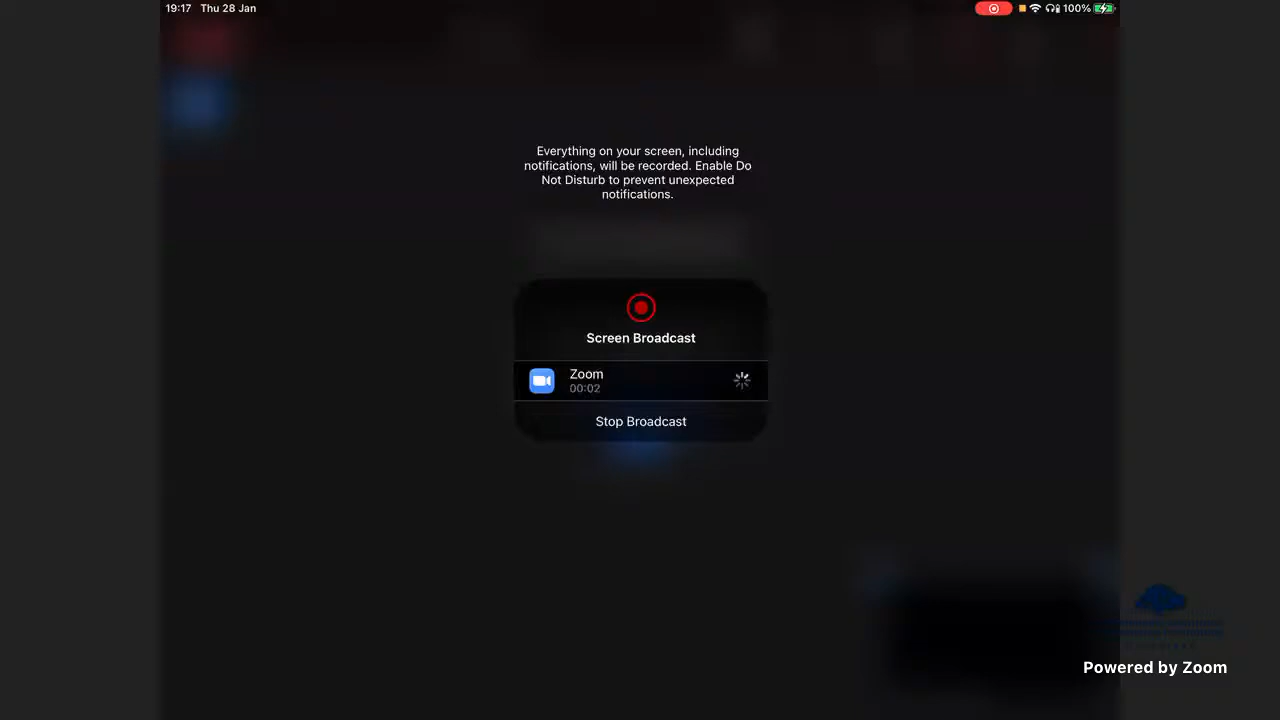 19:17 Thu 28 Jan
100%
Everything on your screen, including
notifications, will be recorded. Enable Do
Not Disturb to prevent unexpected
notifications.
Screen Broadcast
Zoom
00:02
Stop Broadcast
Powered by Zoom